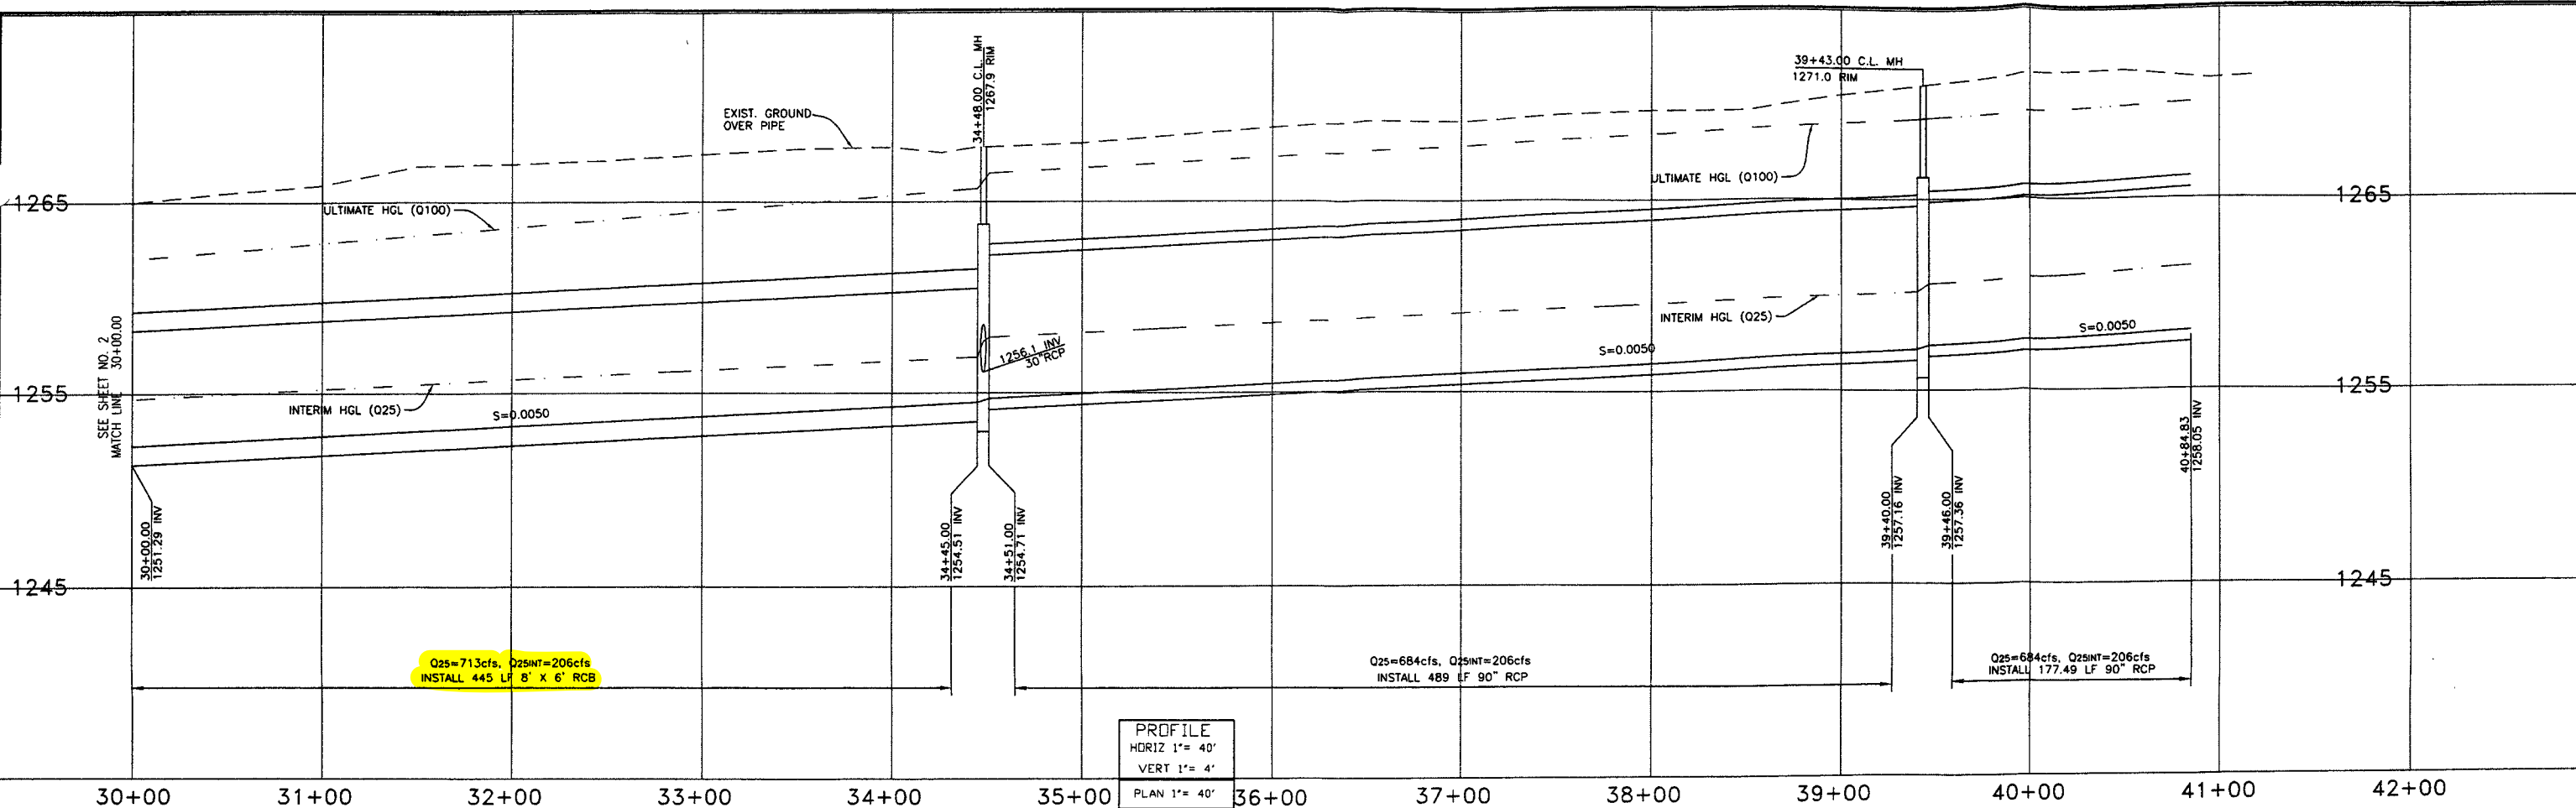 34+48.00 C.L. MH
1267.9 RIM
39+43.00 C.L. MH
1271.0 RIM
EXIST. GROUND
OVER PIPE
1265
ULTIMATE HGL (Q100)
ULTIMATE HGL (Q100)
1265
SEE SHEET NO. 2
MATCH LINE 30+00.00
1256.1 INV
30"RCP
INTERIM HGL (Q25)
S=0.0050
S=0.0050
1255
INTERIM HGL (Q25)
S=0.0050
1255
30+00.00
1251.29 INV
34+45.00
1254.51 INV
34+51.00
1254.71 INV
39+40.00
1257.16 INV
39+46.00
1257.36 INV
40+84.83
1258.05 INV
1245
1245
Q25=713cfs, Q25INT=206cfs
INSTALL 445 LF 8' X 6' RCB
Q25=684cfs, Q25INT=206cfs
INSTALL 489 LF 90" RCP
Q25=684cfs, Q25INT=206cfs
INSTALL 177.49 LF 90" RCP
PROFILE
HORIZ 1"= 40'
VERT 1"= 4'
PLAN 1"= 40'
30+00 31+00 32+00 33+00 34+00 35+00 36+00 37+00 38+00 39+00 40+00 41+00 42+00